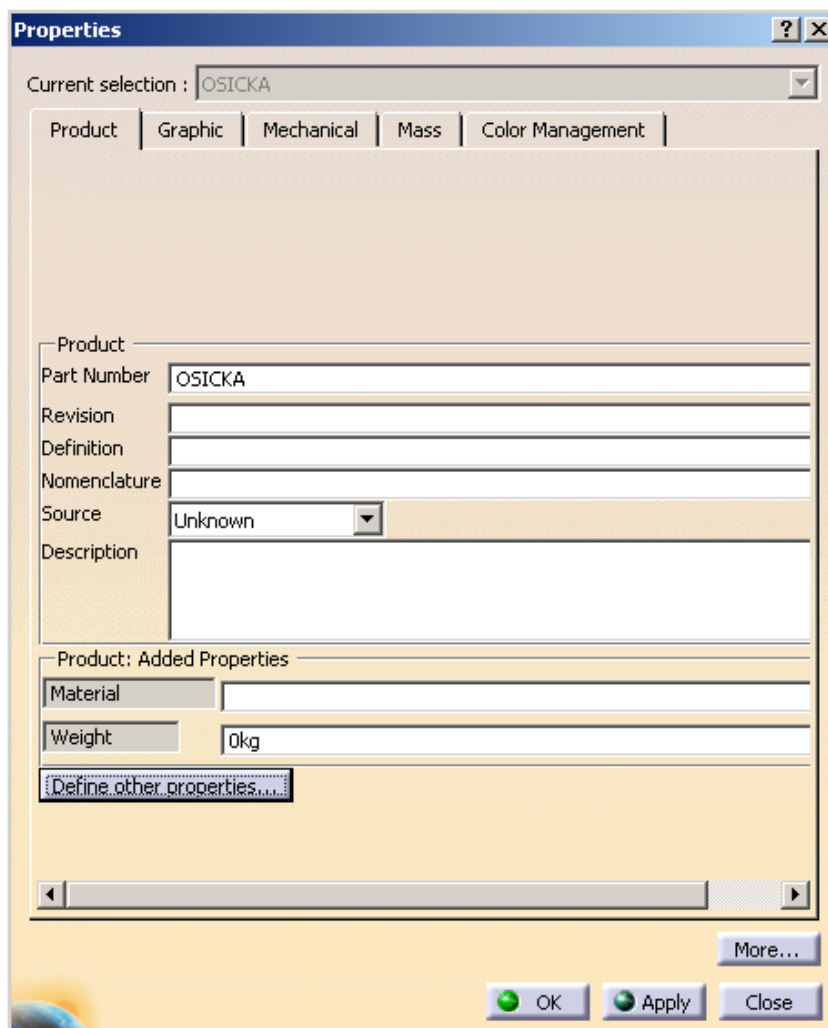 Properties
Current selection : OSICKA
Product Graphic Mechanical Mass Color Management
Product
Part Number OSICKA
Revision
Definition
Nomenclature
Source Unknown
Description
Product: Added Properties
Material
Weight 0kg
Define other properties...
More...
OK Apply Close